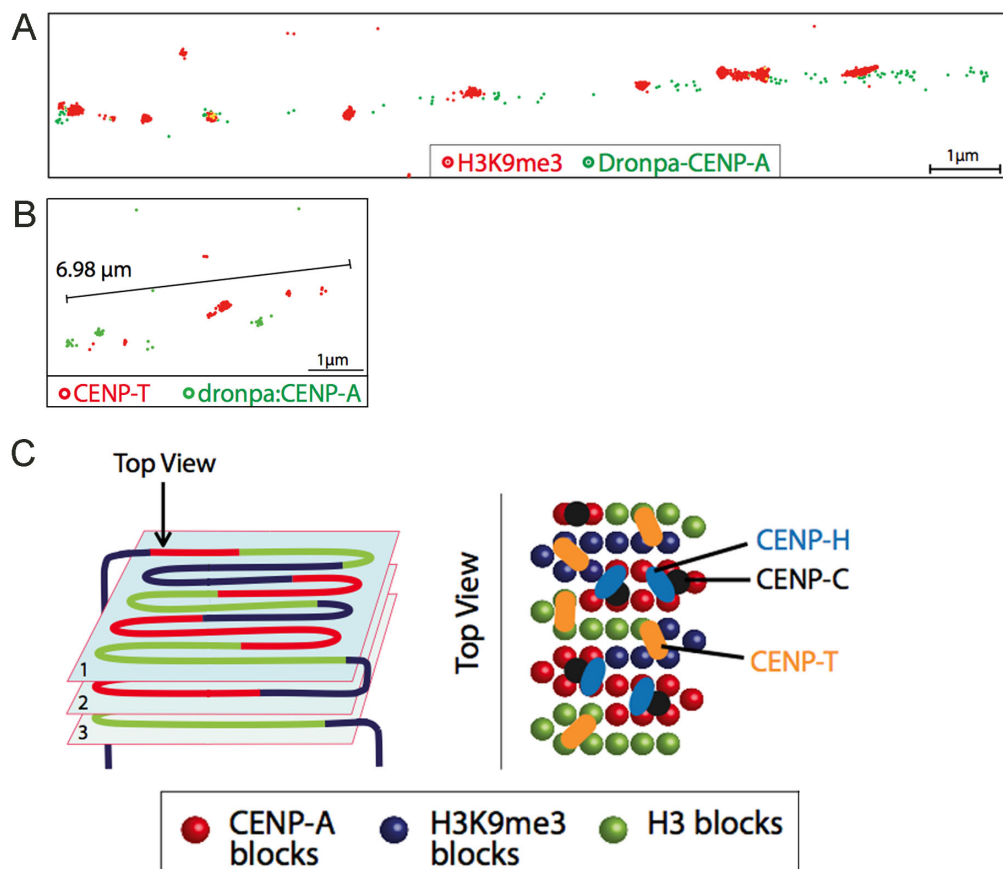 A
H3K9me3 Dronpa-CENP-A
1µm
B
6.98 µm
1µm
CENP-T dronpa:CENP-A
C
Top View
1
2
3
Top View
CENP-H
CENP-C
CENP-T
CENP-A
blocks
H3K9me3
blocks
H3 blocks